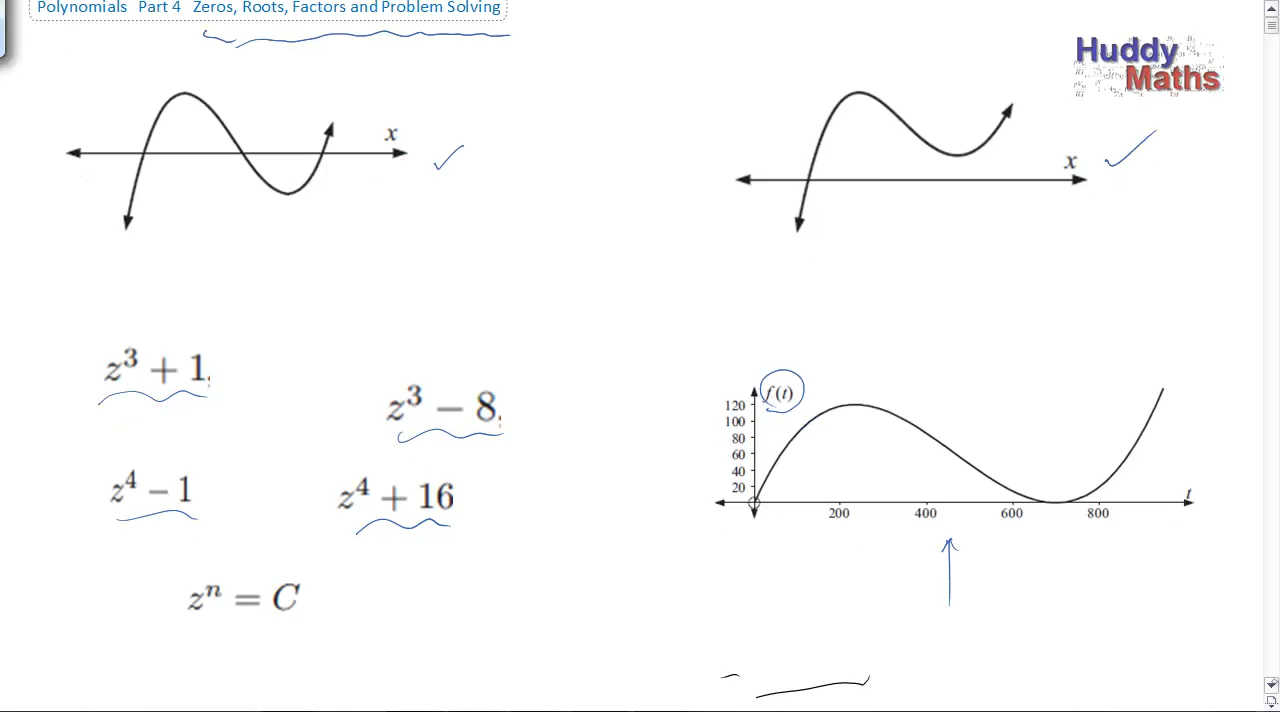 Polynomials Part 4 Zeros, Roots, Factors and Problem Solving
Huddy
Maths
x
x
z³ + 1,
z³ − 8,
z⁴ − 1
z⁴ + 16
zⁿ = C
f(t)
120
100
80
60
40
20
200 400 600 800
t